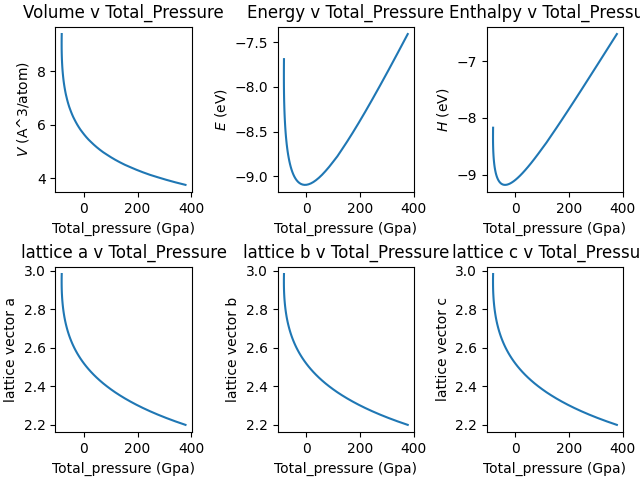 Volume v Total_Pressure
Energy v Total_Pressure
Enthalpy v Total_Pressu
V (A^3/atom)
8
6
4
0
200
400
Total_pressure (Gpa)
E (eV)
−7.5
−8.0
−8.5
−9.0
0
200
400
Total_pressure (Gpa)
H (eV)
−7
−8
−9
0
200
400
Total_pressure (Gpa)
lattice a v Total_Pressure
lattice b v Total_Pressure
lattice c v Total_Pressu
lattice vector a
3.0
2.8
2.6
2.4
2.2
0
200
400
Total_pressure (Gpa)
lattice vector b
3.0
2.8
2.6
2.4
2.2
0
200
400
Total_pressure (Gpa)
lattice vector c
3.0
2.8
2.6
2.4
2.2
0
200
400
Total_pressure (Gpa)